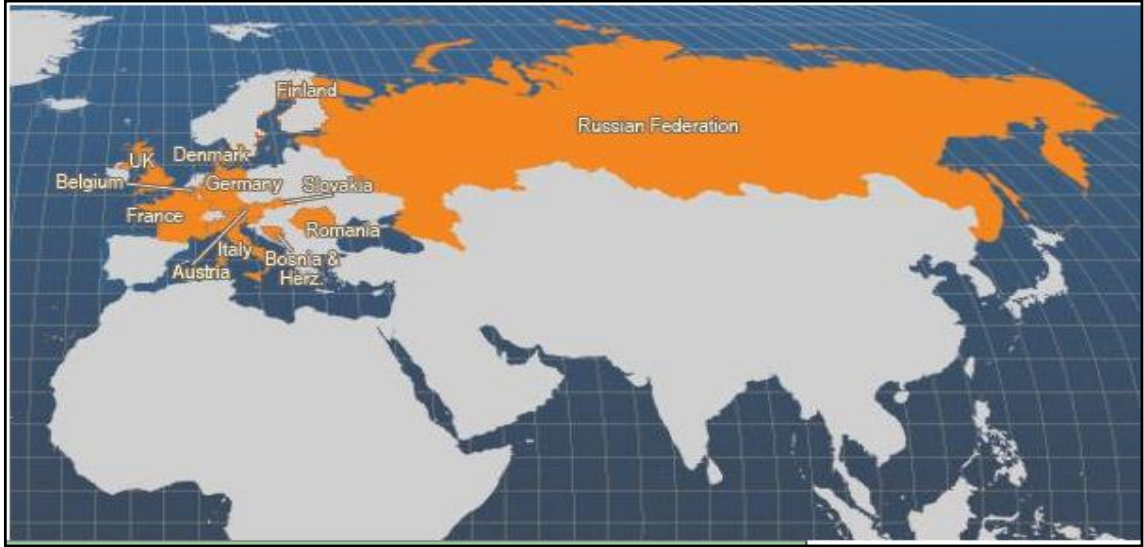 Finland
Russian Federation
UK
Denmark
Belgium
Germany
Slovakia
France
Romania
Italy
Bosnia &
Herz.
Austria